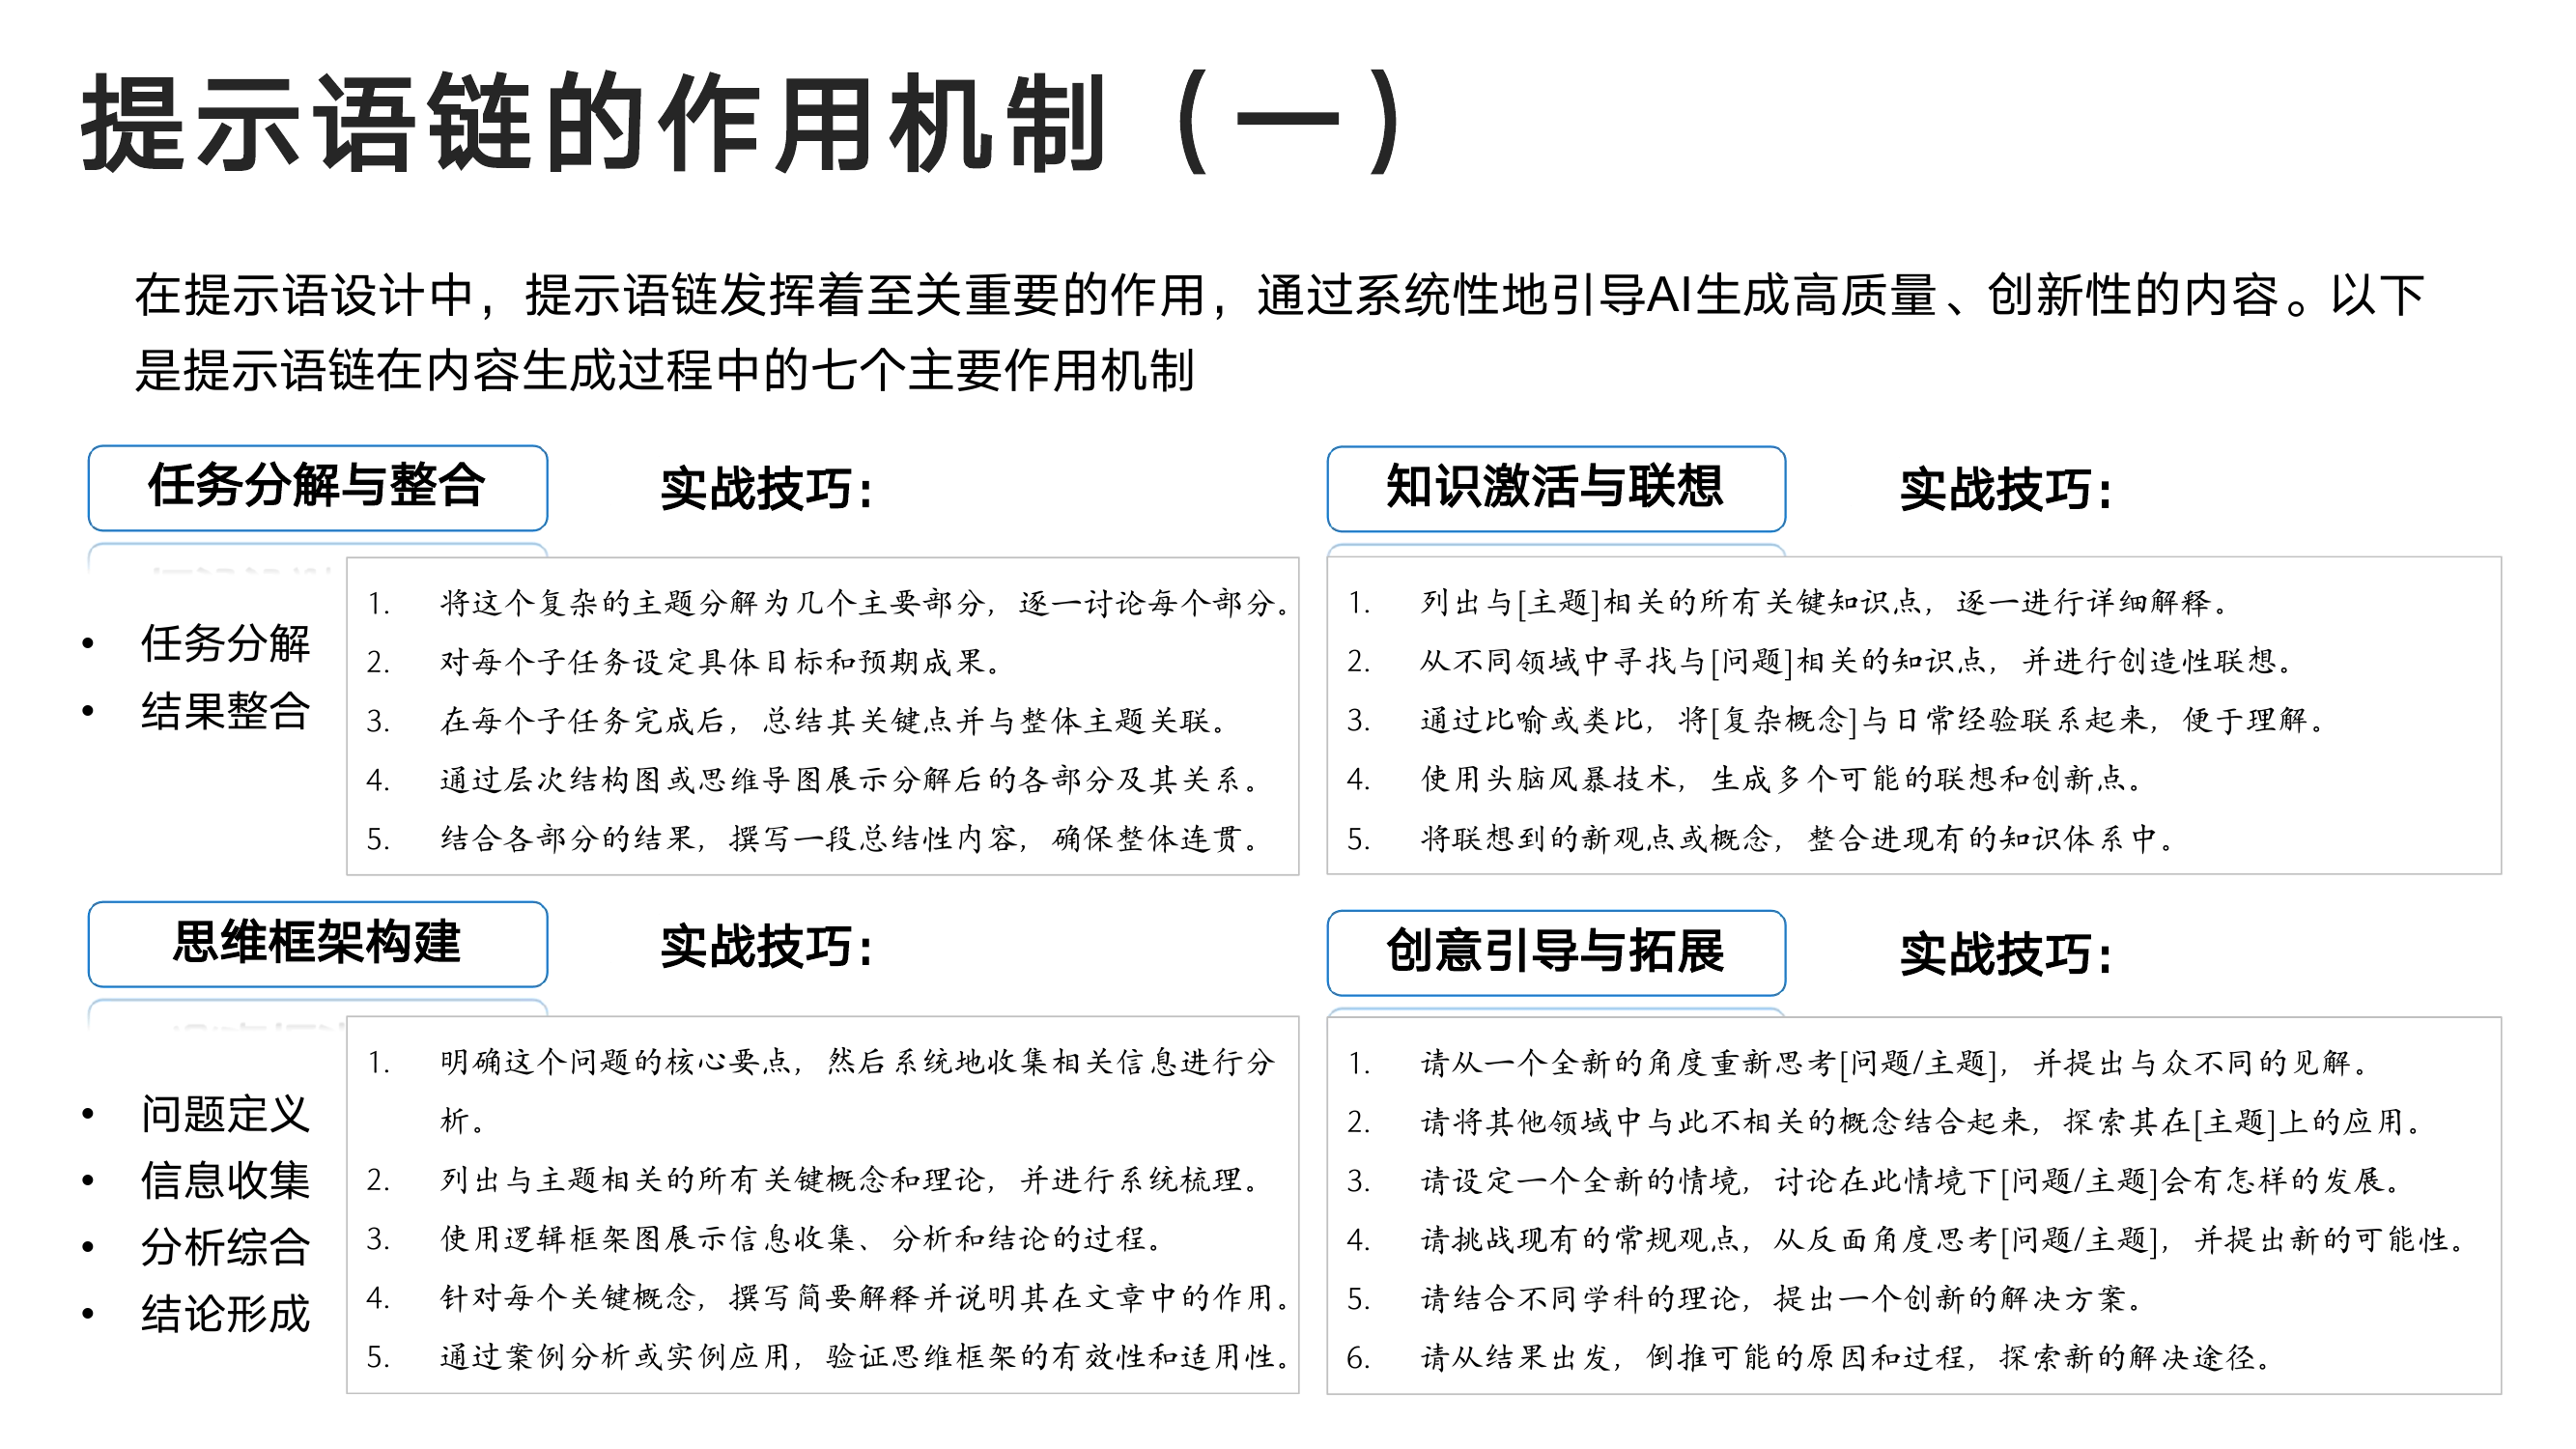 提示语链的作用机制（一）
在提示语设计中，提示语链发挥着至关重要的作用，通过系统性地引导AI生成高质量、创新性的内容。以下
是提示语链在内容生成过程中的七个主要作用机制
任务分解与整合
实战技巧：
• 任务分解
• 结果整合
1. 将这个复杂的主题分解为几个主要部分，逐一讨论每个部分。
2. 对每个子任务设定具体目标和预期成果。
3. 在每个子任务完成后，总结其关键点并与整体主题关联。
4. 通过层次结构图或思维导图展示分解后的各部分及其关系。
5. 结合各部分的结果，撰写一段总结性内容，确保整体连贯。
知识激活与联想
实战技巧：
1. 列出与[主题]相关的所有关键知识点，逐一进行详细解释。
2. 从不同领域中寻找与[问题]相关的知识点，并进行创造性联想。
3. 通过比喻或类比，将[复杂概念]与日常经验联系起来，便于理解。
4. 使用头脑风暴技术，生成多个可能的联想和创新点。
5. 将联想到的新观点或概念，整合进现有的知识体系中。
思维框架构建
实战技巧：
• 问题定义
• 信息收集
• 分析综合
• 结论形成
1. 明确这个问题的核心要点，然后系统地收集相关信息进行分
析。
2. 列出与主题相关的所有关键概念和理论，并进行系统梳理。
3. 使用逻辑框架图展示信息收集、分析和结论的过程。
4. 针对每个关键概念，撰写简要解释并说明其在文章中的作用。
5. 通过案例分析或实例应用，验证思维框架的有效性和适用性。
创意引导与拓展
实战技巧：
1. 请从一个全新的角度重新思考[问题/主题]，并提出与众不同的见解。
2. 请将其他领域中与此不相关的概念结合起来，探索其在[主题]上的应用。
3. 请设定一个全新的情境，讨论在此情境下[问题/主题]会有怎样的发展。
4. 请挑战现有的常规观点，从反面角度思考[问题/主题]，并提出新的可能性。
5. 请结合不同学科的理论，提出一个创新的解决方案。
6. 请从结果出发，倒推可能的原因和过程，探索新的解决途径。